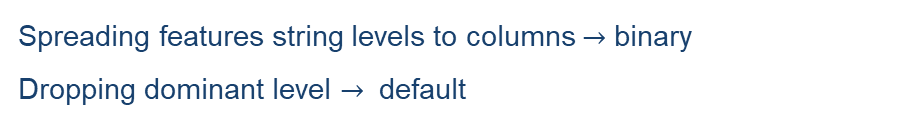 Spreading features string levels to columns → binary
Dropping dominant level → default